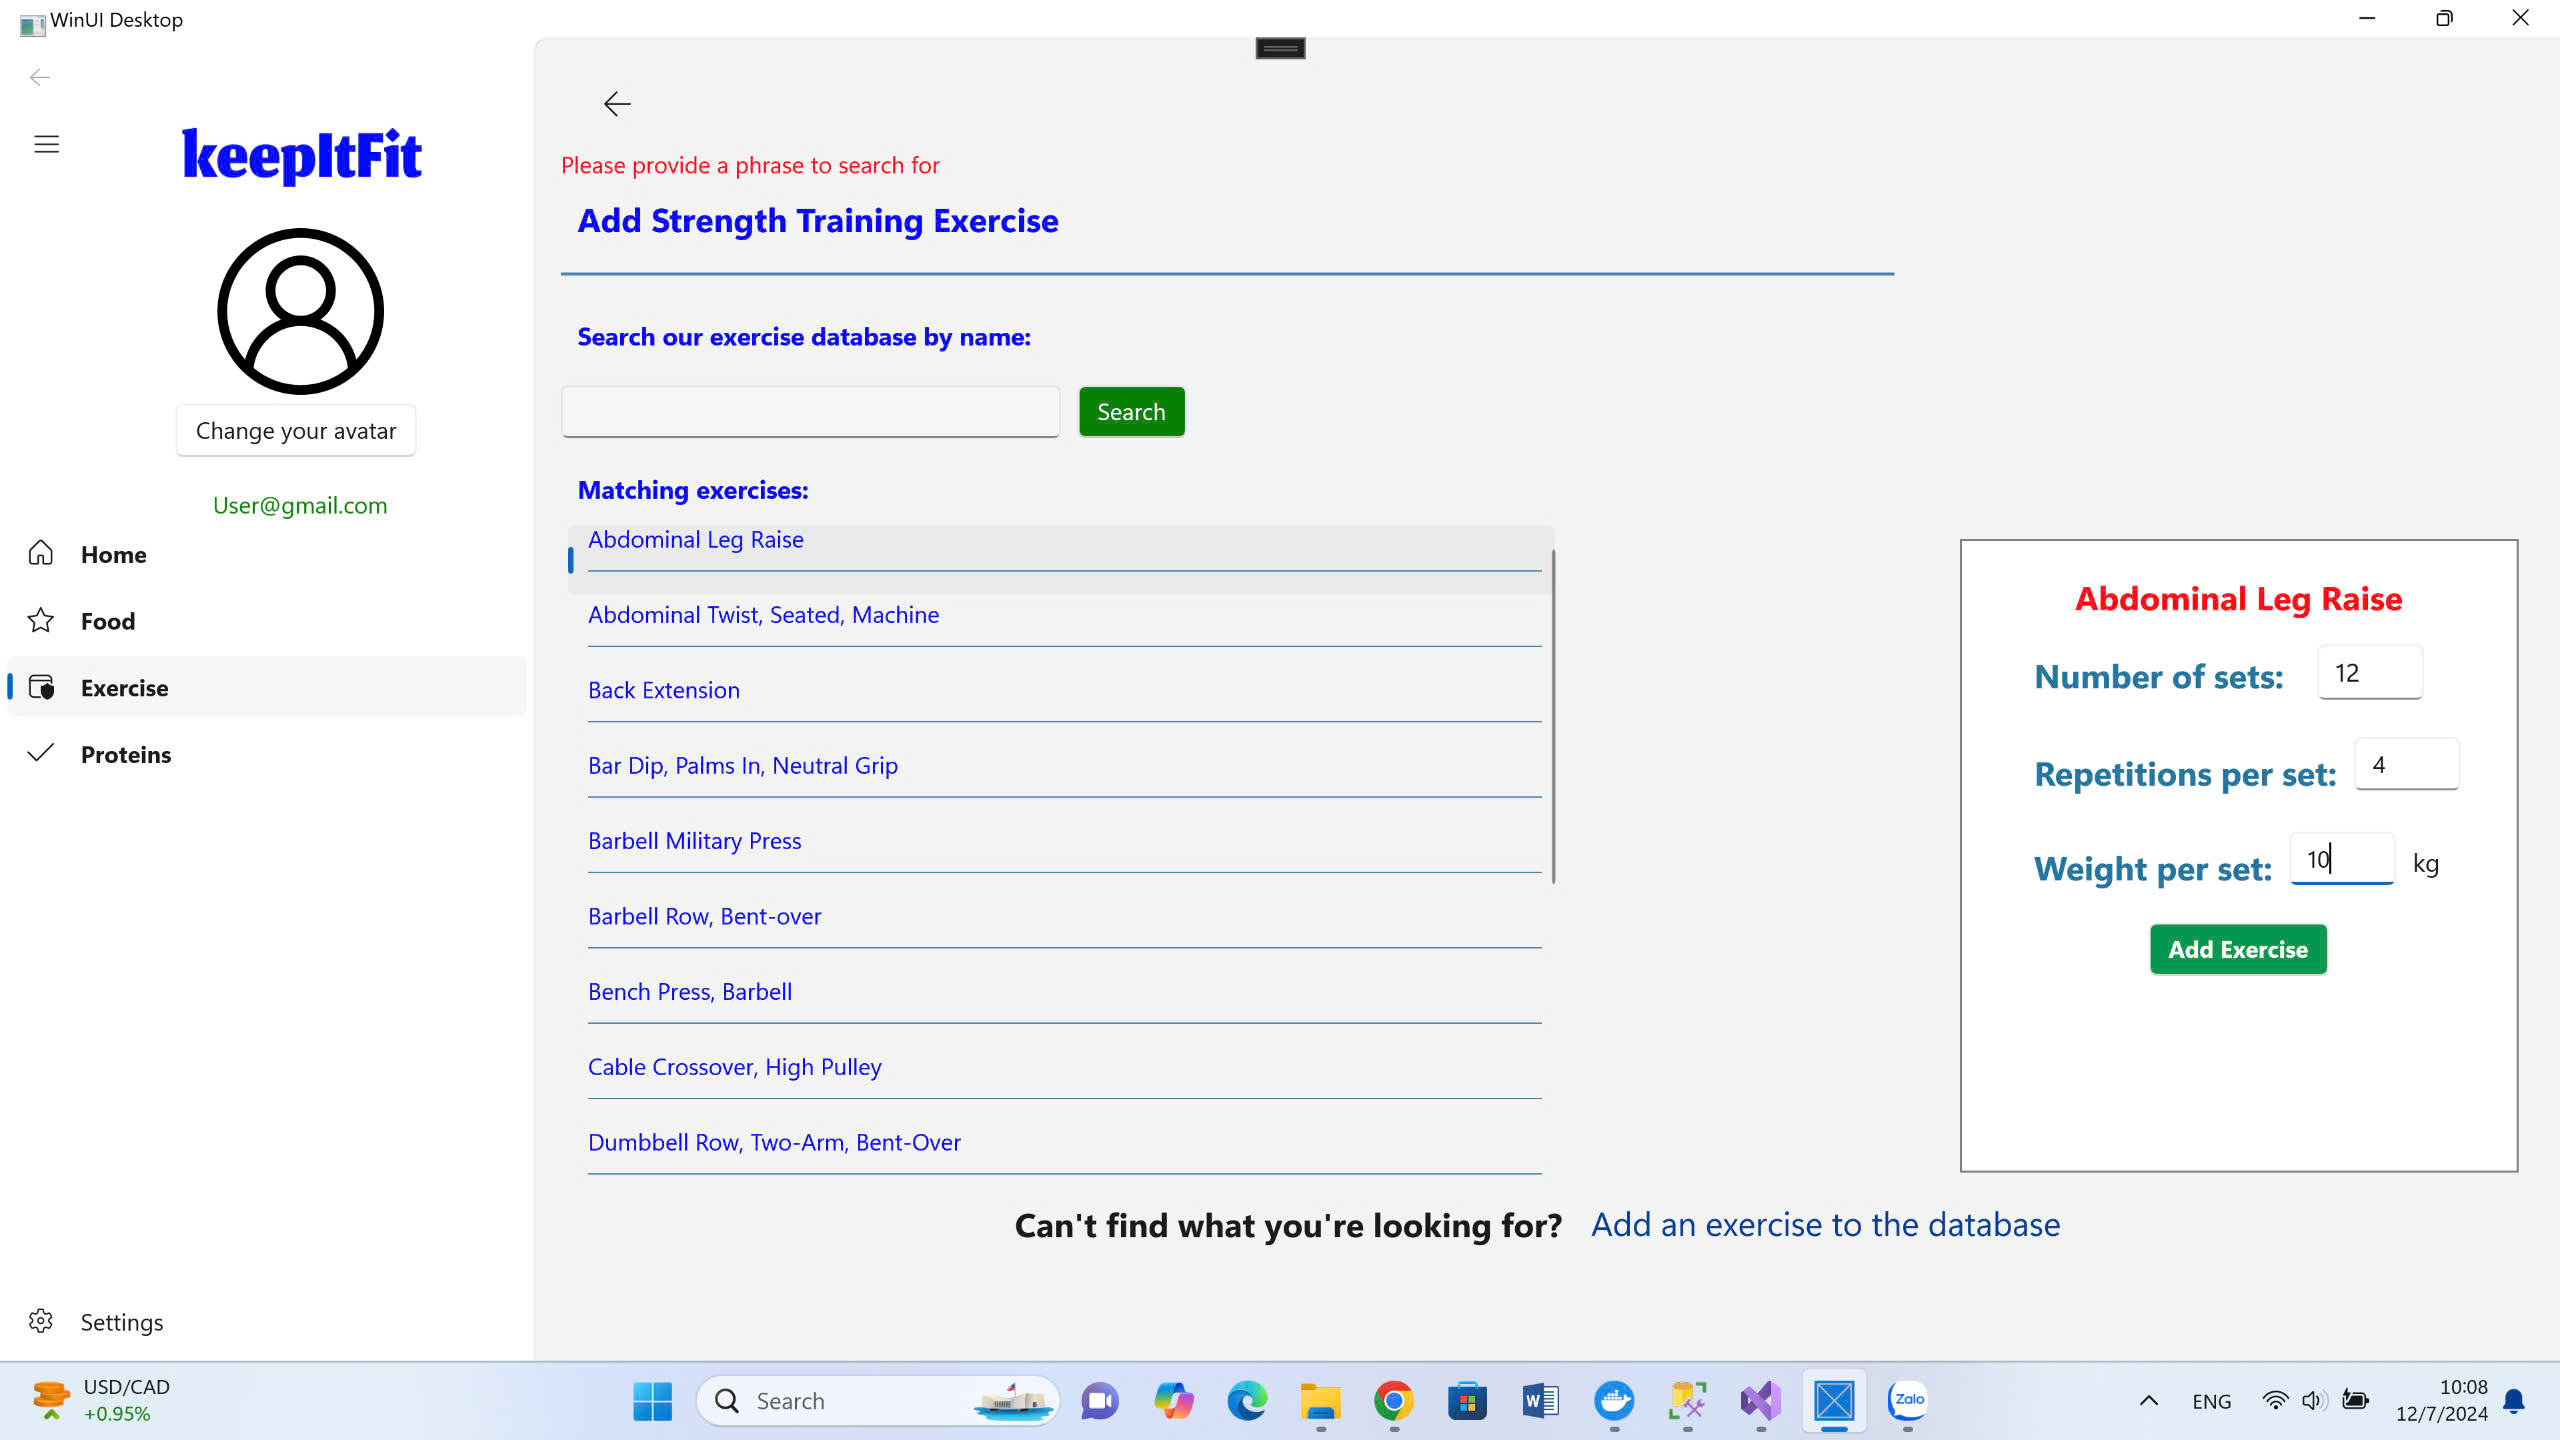 WinUI Desktop
keepItFit
Change your avatar
User@gmail.com
Home
Food
Exercise
Proteins
Settings
Please provide a phrase to search for
Add Strength Training Exercise
Search our exercise database by name:
Search
Matching exercises:
Abdominal Leg Raise
Abdominal Twist, Seated, Machine
Back Extension
Bar Dip, Palms In, Neutral Grip
Barbell Military Press
Barbell Row, Bent-over
Bench Press, Barbell
Cable Crossover, High Pulley
Dumbbell Row, Two-Arm, Bent-Over
Abdominal Leg Raise
Number of sets: 12
Repetitions per set: 4
Weight per set: 10 kg
Add Exercise
Can't find what you're looking for? Add an exercise to the database
USD/CAD
+0.95%
Search
W
Zalo
ENG
10:08
12/7/2024